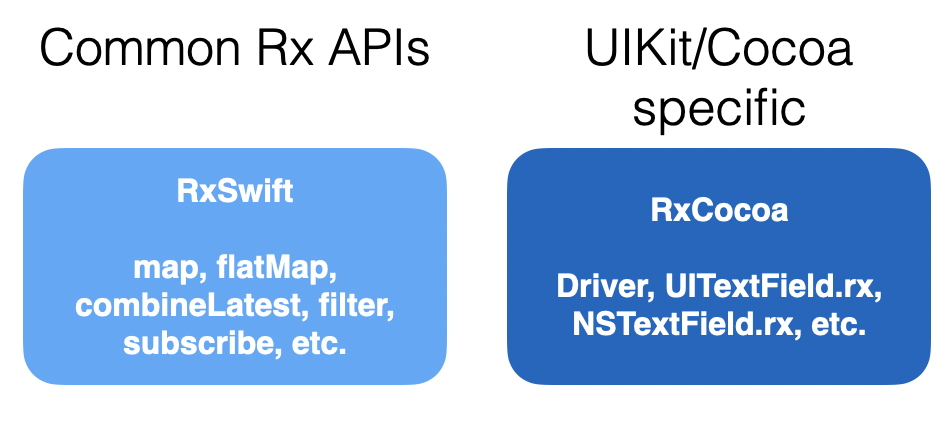 Common Rx APIs
UIKit/Cocoa
specific
RxSwift
map, flatMap,
combineLatest, filter,
subscribe, etc.
RxCocoa
Driver, UITextField.rx,
NSTextField.rx, etc.